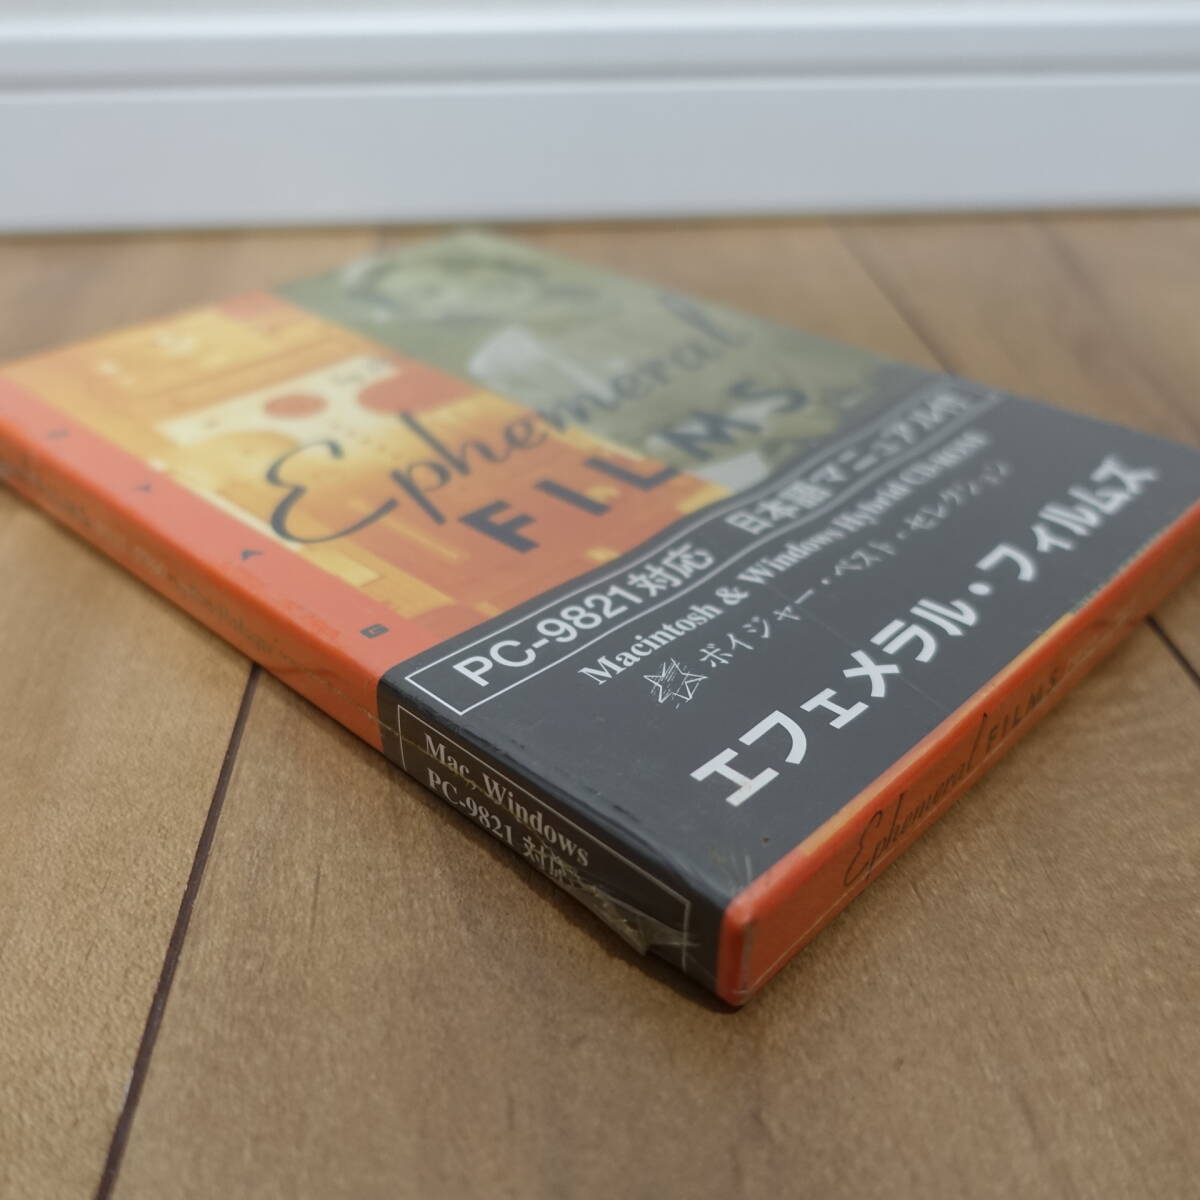 Ephemeral
FILMS
PC-9821対応　日本語マニュアル付
Macintosh & Windows Hybrid CD-ROM
ボイジャー・ベスト・セレクション
エフェメラル・フィルムズ
Mac, Windows
PC-9821 対応
Ephemeral FILMS